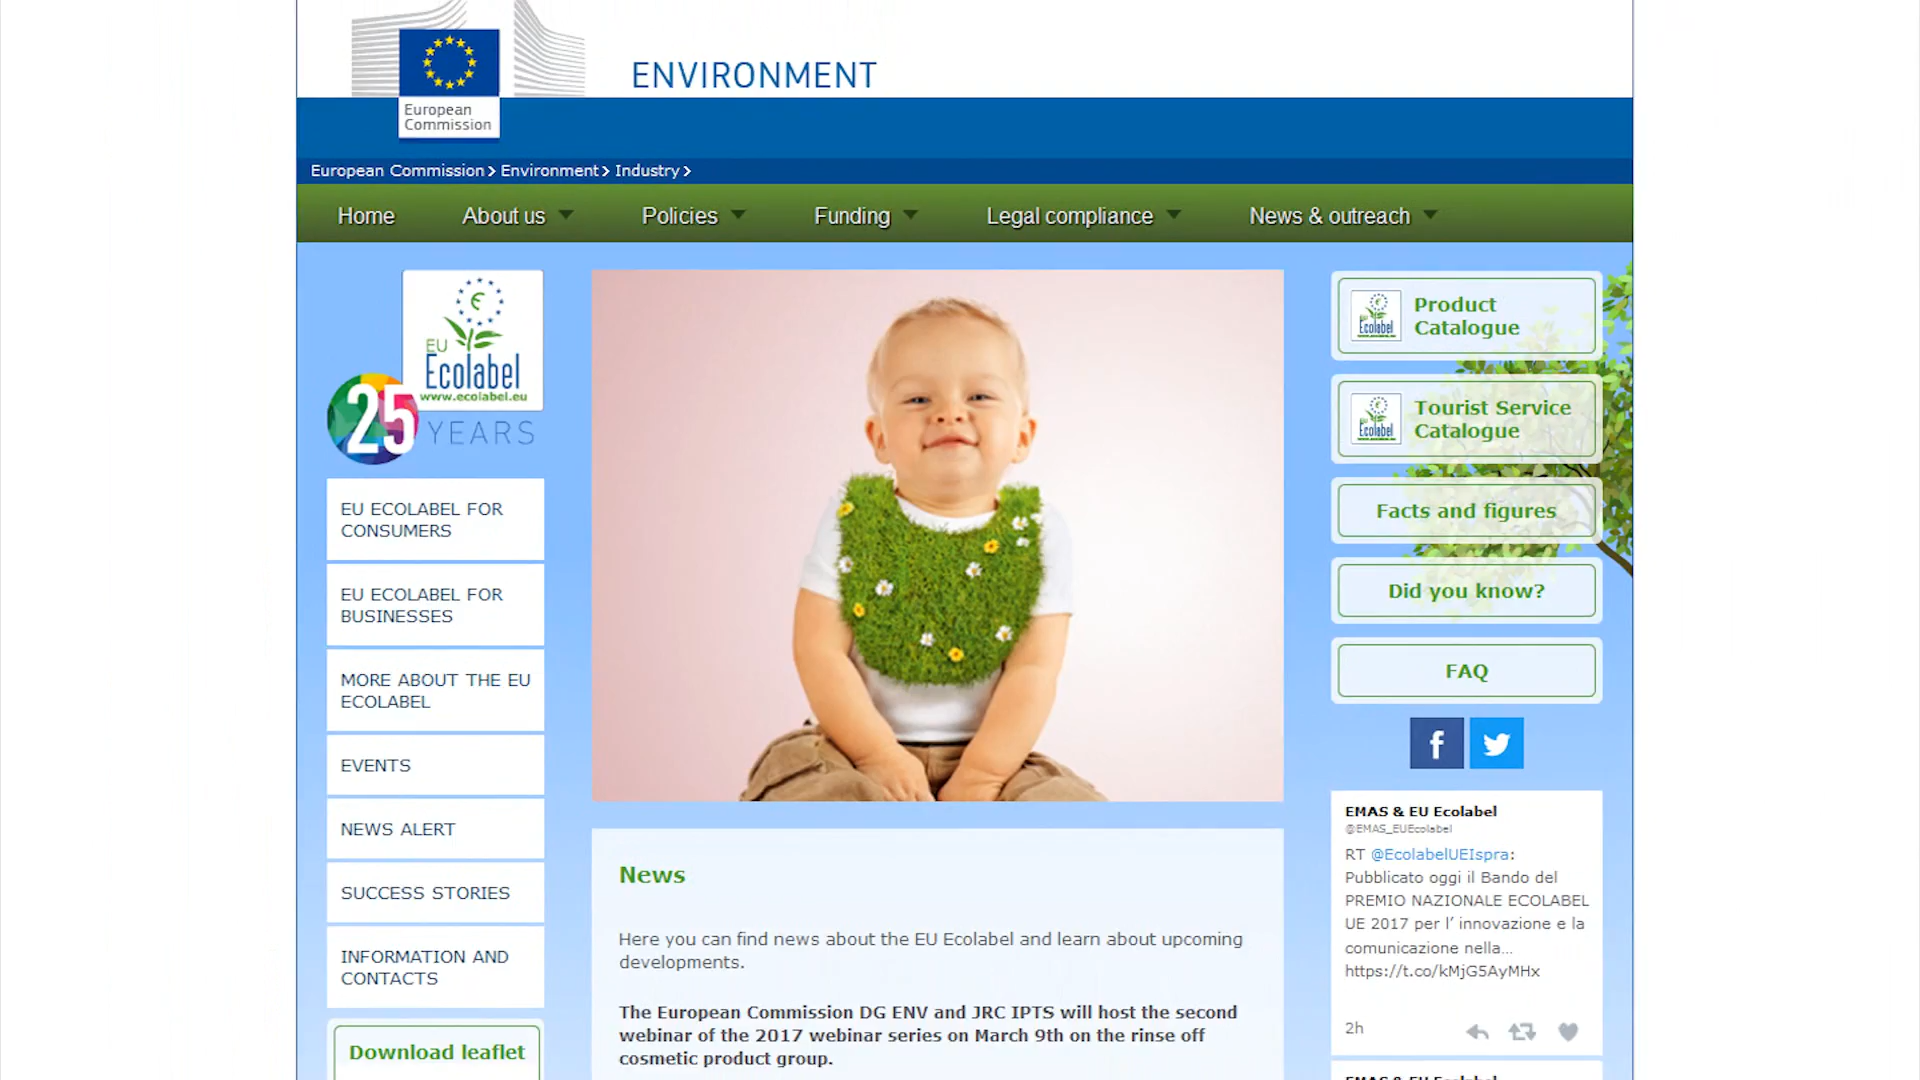 ENVIRONMENT
European
Commission
European Commission > Environment > Industry >
Home About us Policies Funding Legal compliance News & outreach
EU
Ecolabel
www.ecolabel.eu
25
YEARS
EU ECOLABEL FOR
CONSUMERS
EU ECOLABEL FOR
BUSINESSES
MORE ABOUT THE EU
ECOLABEL
EVENTS
NEWS ALERT
SUCCESS STORIES
INFORMATION AND
CONTACTS
Download leaflet
News
Here you can find news about the EU Ecolabel and learn about upcoming
developments.
The European Commission DG ENV and JRC IPTS will host the second
webinar of the 2017 webinar series on March 9th on the rinse off
cosmetic product group.
Ecolabel
Product
Catalogue
Ecolabel
Tourist Service
Catalogue
Facts and figures
Did you know?
FAQ
EMAS & EU Ecolabel
@EMAS_EUEcolabel
RT @EcolabelUEIspra:
Pubblicato oggi il Bando del
PREMIO NAZIONALE ECOLABEL
UE 2017 per l’ innovazione e la
comunicazione nella...
https://t.co/kMjG5AyMHx
2h
EMAS & EU Ecolabel